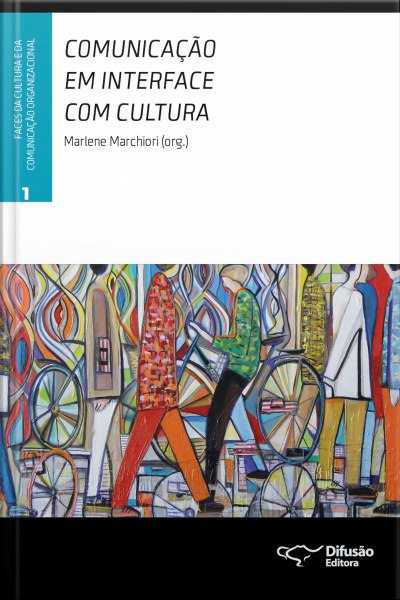 FACES DA CULTURA E DA
COMUNICAÇÃO ORGANIZACIONAL
1
COMUNICAÇÃO
EM INTERFACE
COM CULTURA
Marlene Marchiori (org.)
Difusão
Editora